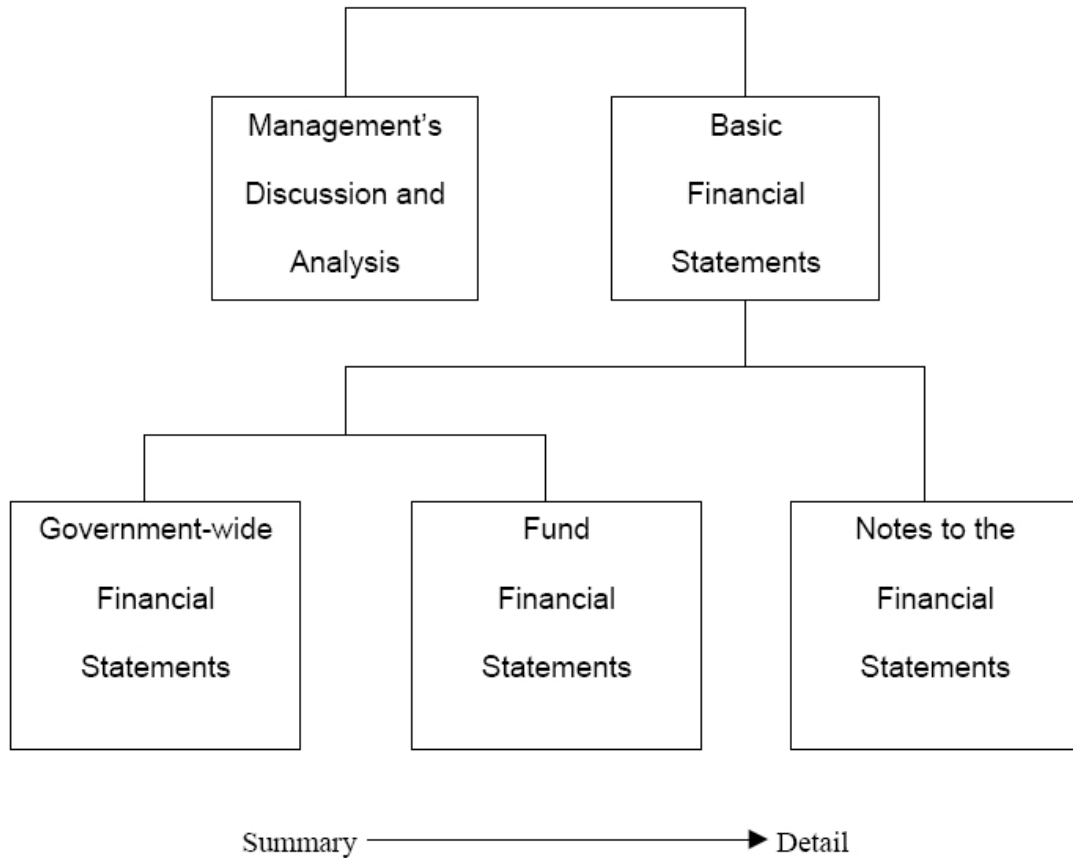 Management’s
Discussion and
Analysis
Basic
Financial
Statements
Government-wide
Financial
Statements
Fund
Financial
Statements
Notes to the
Financial
Statements
Summary
Detail